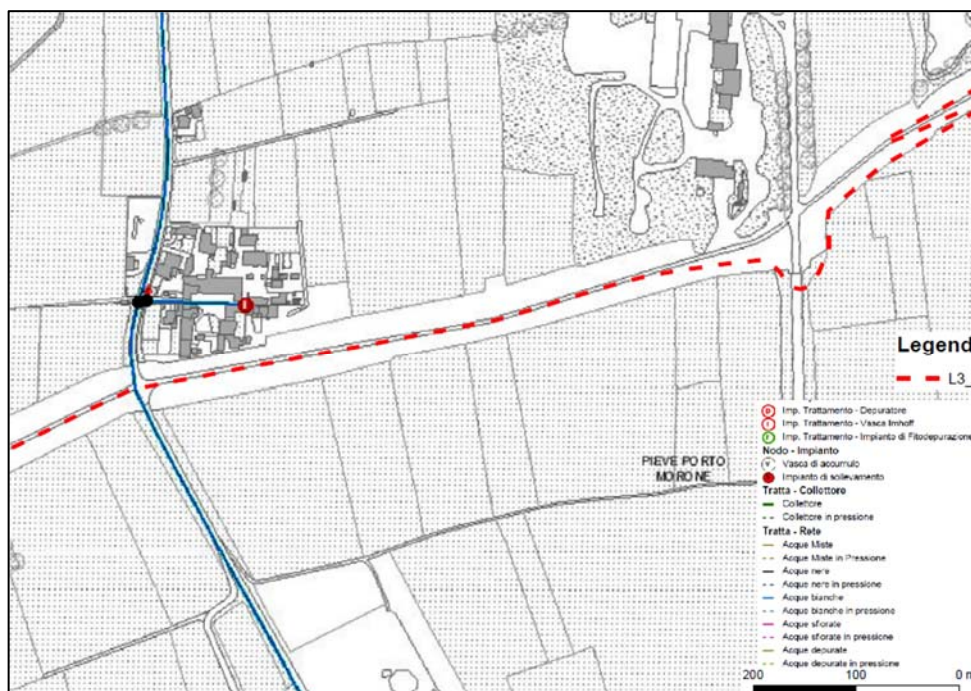 Legend
L3_
Imp. Trattamento - Depuratore
Imp. Trattamento - Vasca Imhoff
Imp. Trattamento - Impianto di Fitodepurazione
Nodo - Impianto
Vasca di accumulo
Impianto di sollevamento
Tratta - Collettore
Collettore
Collettore in pressione
Tratta - Rete
Acque Miste
Acque Miste in Pressione
Acque nere
Acque nere in pressione
Acque bianche
Acque bianche in pressione
Acque sfiorate
Acque sfiorate in pressione
Acque depurate
Acque depurate in pressione
PIEVE PORTO
MORONE
200 100 0 m